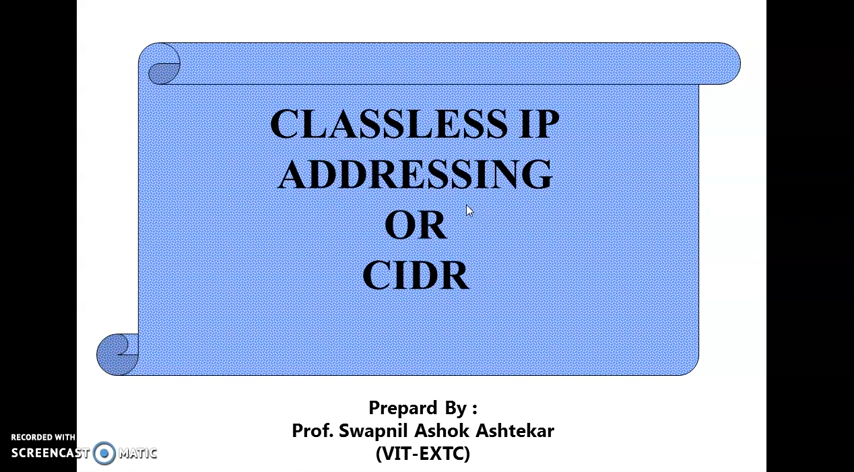 CLASSLESS IP
ADDRESSING
OR
CIDR
Prepard By :
Prof. Swapnil Ashok Ashtekar
(VIT-EXTC)
RECORDED WITH
SCREENCAST MATIC